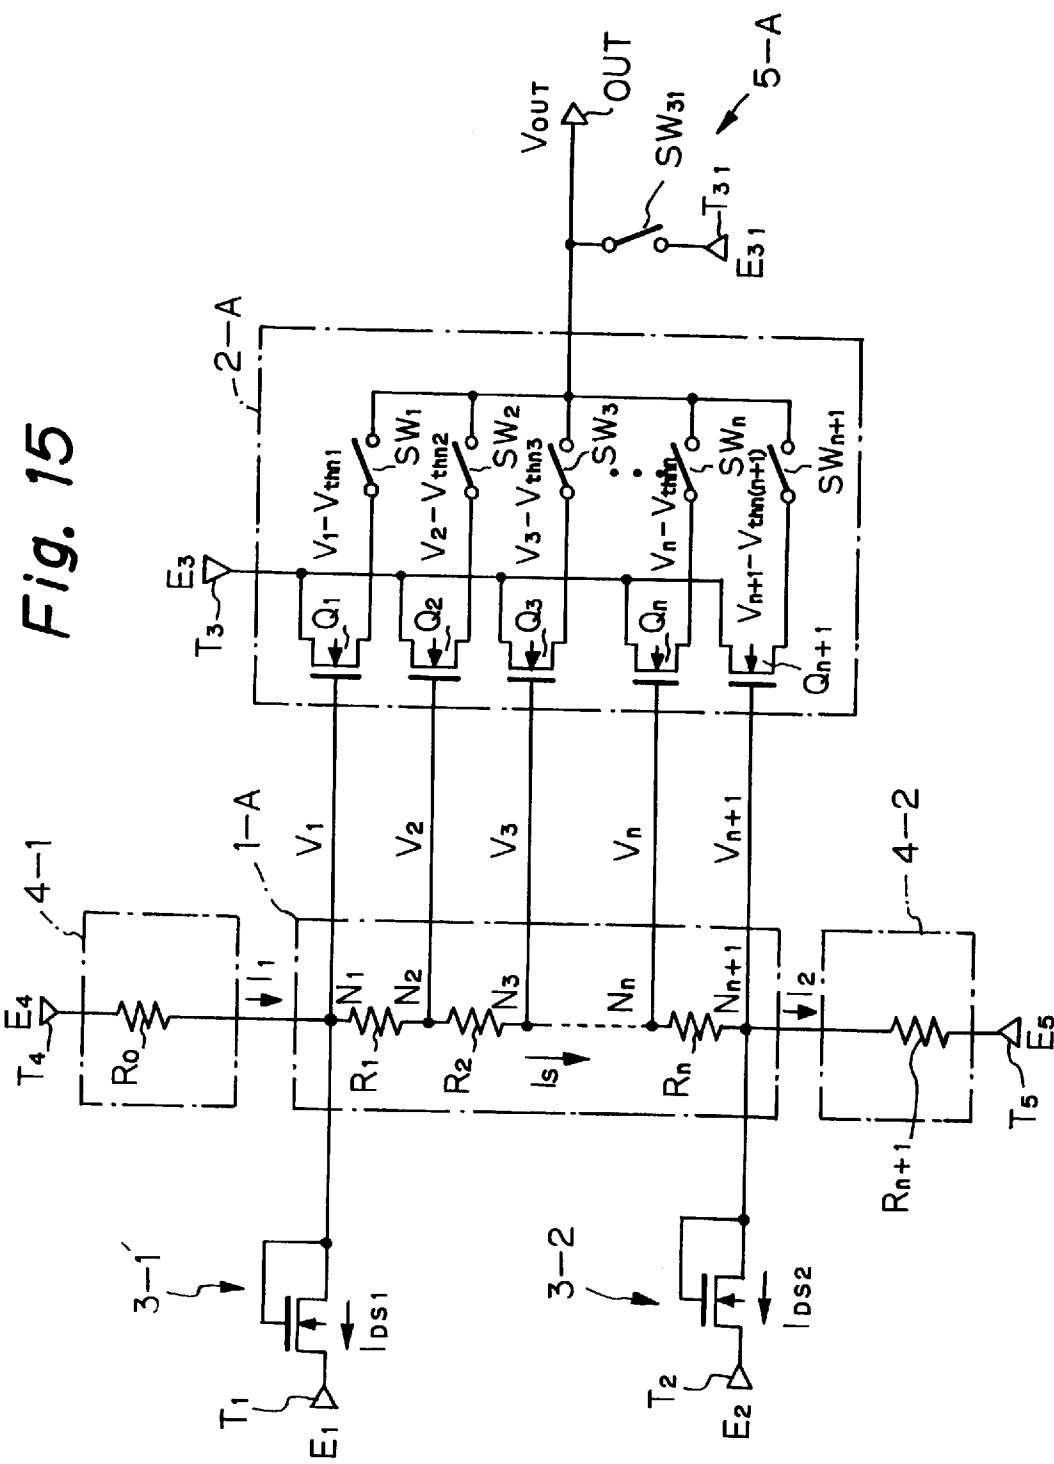 Fig. 15
T4 E4
4-1
R0
I1
1-A
N1
R1
N2
R2
N3
Is
Nn
Rn
Nn+1
I2
4-2
Rn+1
T5 E5
3-1
T1
E1
IDS1
3-2
T2
E2
IDS2
V1
V2
V3
Vn
Vn+1
T3 E3
2-A
Q1
Q2
Q3
Qn
Qn+1
V1-Vthn1
V2-Vthn2
V3-Vthn3
Vn-Vthnn
Vn+1-Vthn(n+1)
SW1
SW2
SW3
SWn
SWn+1
VOUT
OUT
SW31
T31
E31
5-A